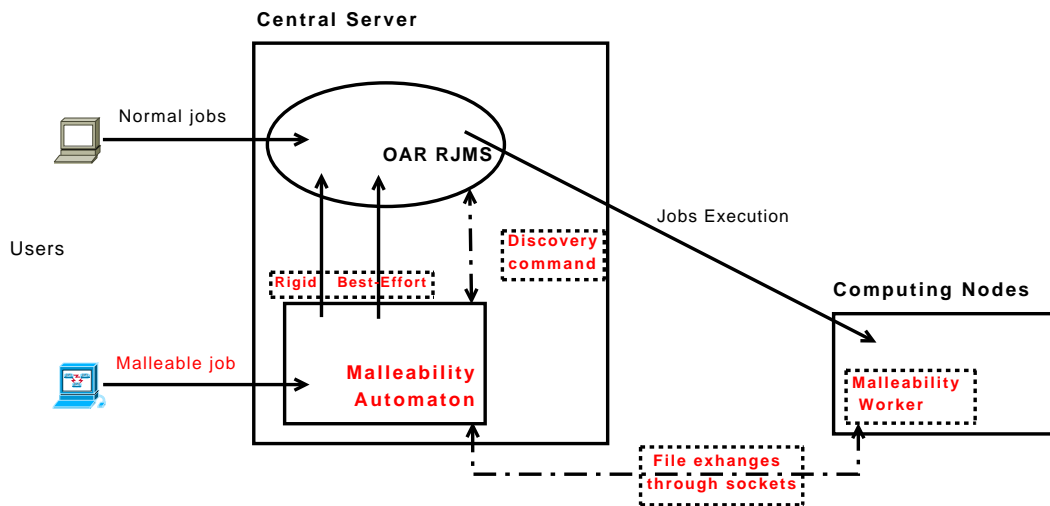 Central Server
Normal jobs
OAR RJMS
Jobs Execution
Users
Discovery
command
Rigid Best-Effort
Computing Nodes
Malleable job
Malleability
Automaton
Malleability
Worker
File exhanges
through sockets